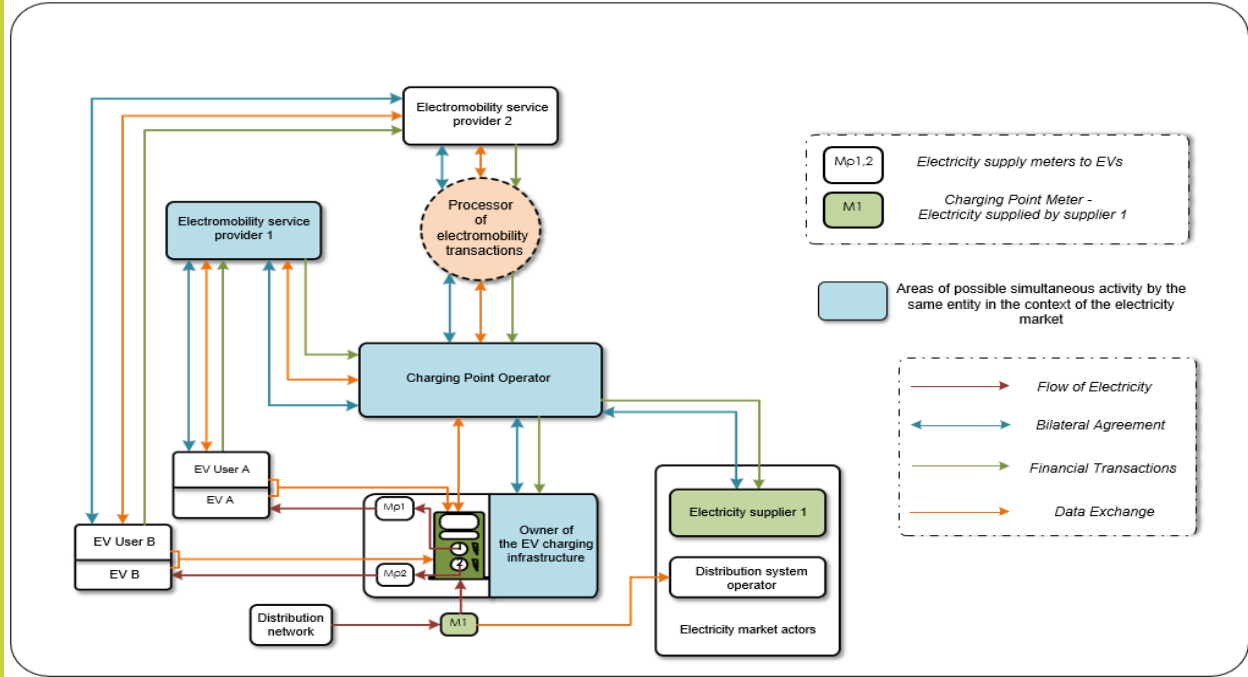 Electromobility service
provider 2
Mp1,2
Electricity supply meters to EVs
M1
Charging Point Meter -
Electricity supplied by supplier 1
Processor
of
electromobility
transactions
Electromobility service
provider 1
Areas of possible simultaneous activity by the
same entity in the context of the electricity
market
Charging Point Operator
Flow of Electricity
Bilateral Agreement
Financial Transactions
Data Exchange
EV User A
EV A
EV User B
EV B
Mp1
Mp2
1
2
Owner of
the EV charging
infrastructure
Electricity supplier 1
Distribution system
operator
Electricity market actors
Distribution
network
M1